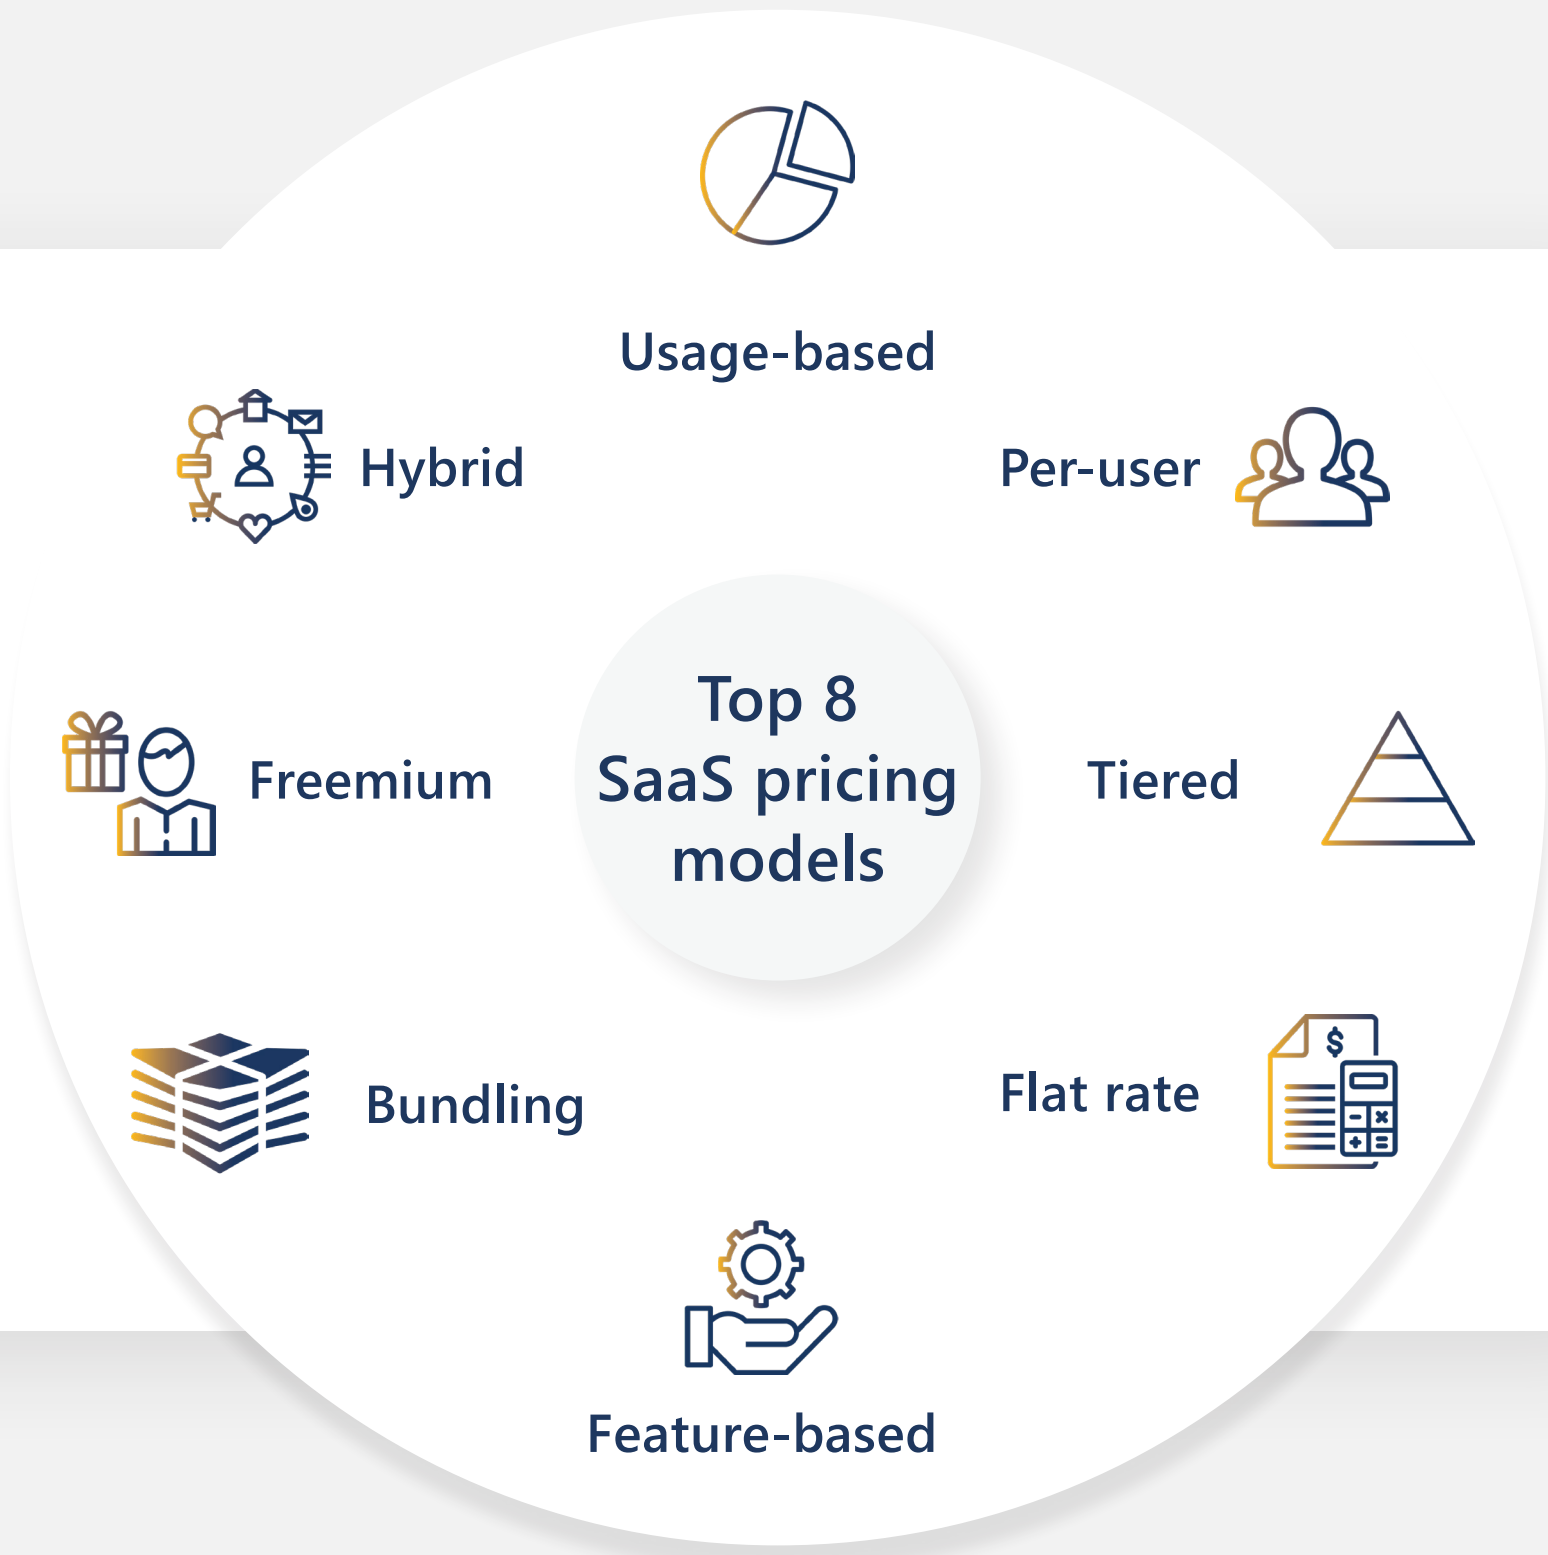 Usage-based
Hybrid
Per-user
Top 8
SaaS pricing
models
Freemium
Tiered
Bundling
Flat rate
$
Feature-based